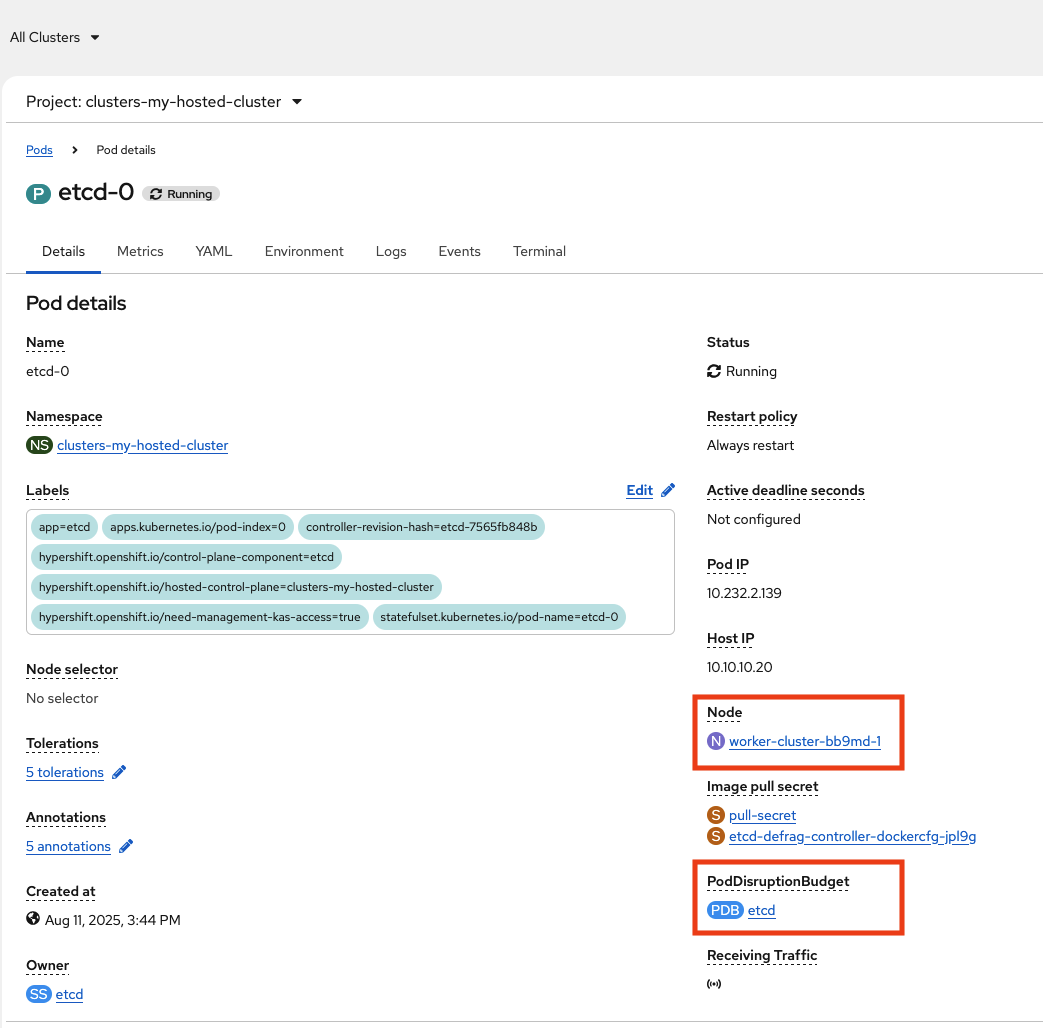 All Clusters
Project: clusters-my-hosted-cluster
Pods
Pod details
P etcd-0 Running
Details Metrics YAML Environment Logs Events Terminal
Pod details
Name
etcd-0
Namespace
NS clusters-my-hosted-cluster
Labels
Edit
app=etcd apps.kubernetes.io/pod-index=0 controller-revision-hash=etcd-7565fb848b
hypershift.openshift.io/control-plane-component=etcd
hypershift.openshift.io/hosted-control-plane=clusters-my-hosted-cluster
hypershift.openshift.io/need-management-kas-access=true statefulset.kubernetes.io/pod-name=etcd-0
Node selector
No selector
Tolerations
5 tolerations
Annotations
5 annotations
Created at
Aug 11, 2025, 3:44 PM
Owner
SS etcd
Status
Running
Restart policy
Always restart
Active deadline seconds
Not configured
Pod IP
10.232.2.139
Host IP
10.10.10.20
Node
N worker-cluster-bb9md-1
Image pull secret
S pull-secret
S etcd-defrag-controller-dockercfg-jpl9g
PodDisruptionBudget
PDB etcd
Receiving Traffic